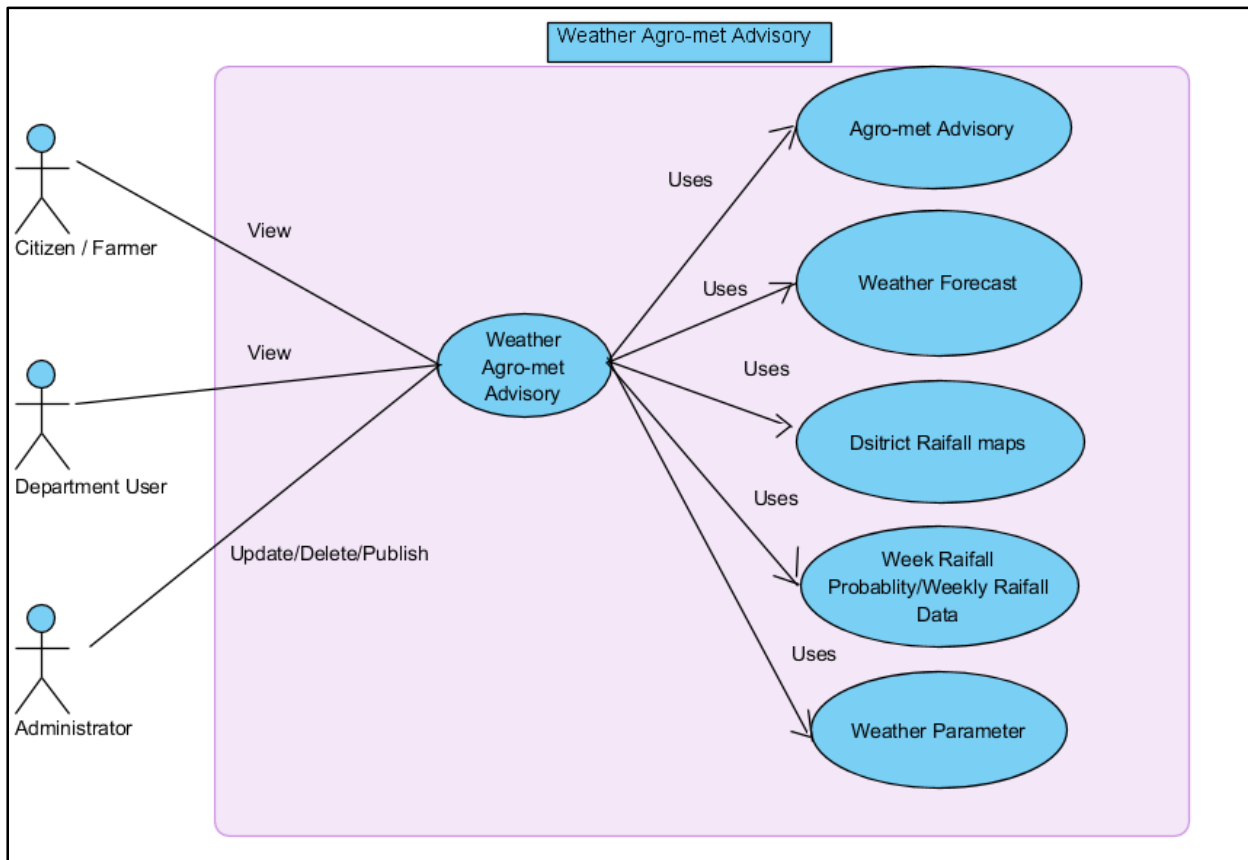 Weather Agro-met Advisory
Agro-met Advisory
Uses
View
Citizen / Farmer
Weather Forecast
Uses
Weather
Agro-met
Advisory
View
Uses
Dsitrict Raifall maps
Department User
Uses
Update/Delete/Publish
Week Raifall
Probablity/Weekly Raifall
Data
Uses
Administrator
Weather Parameter